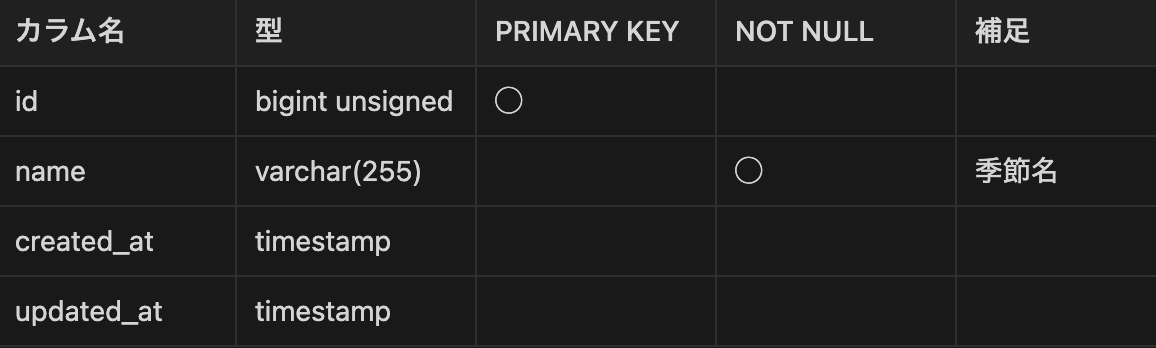 カラム名 型 PRIMARY KEY NOT NULL 補足
id bigint unsigned ○
name varchar(255) ○ 季節名
created_at timestamp
updated_at timestamp